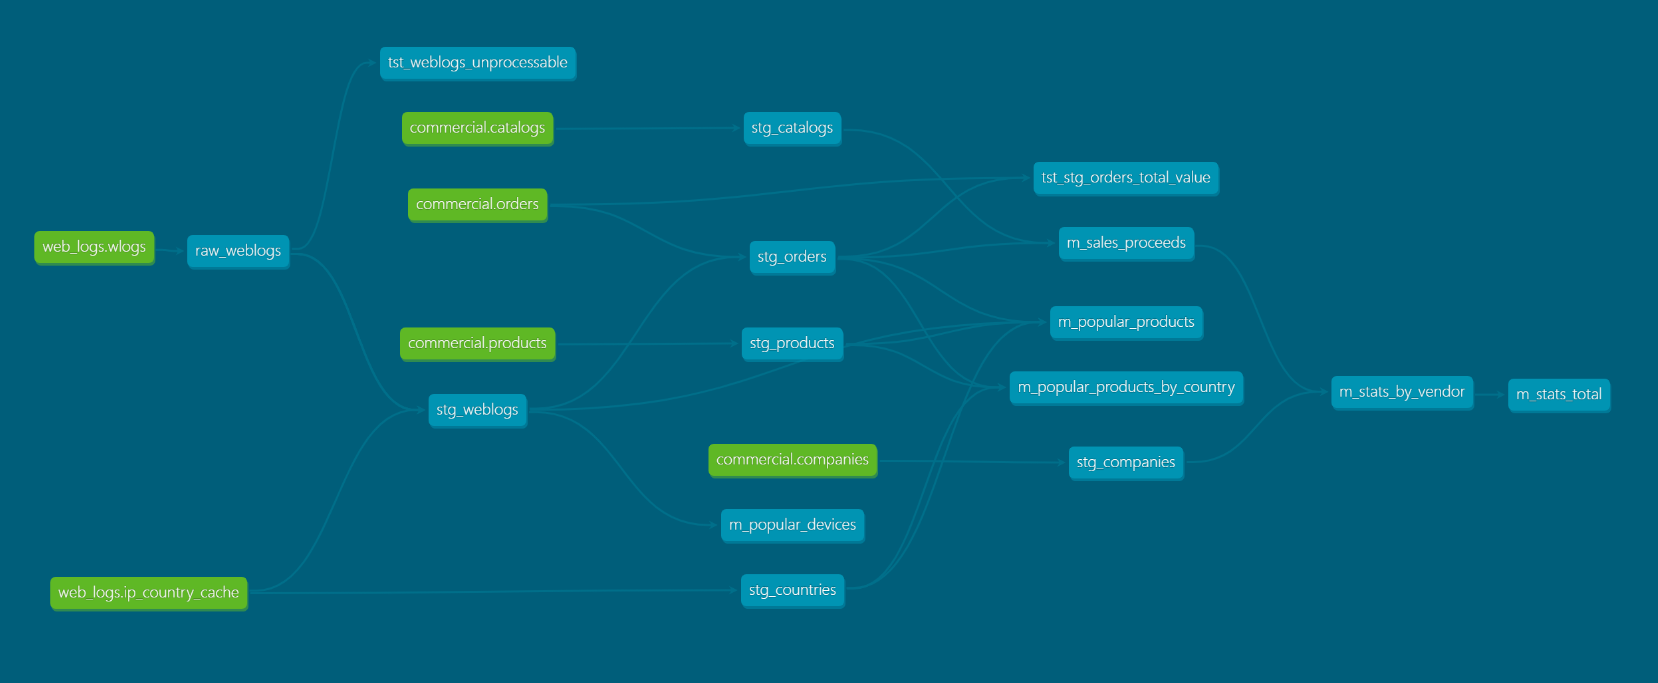 tst_weblogs_unprocessable
commercial.catalogs
stg_catalogs
tst_stg_orders_total_value
commercial.orders
m_sales_proceeds
web_logs.wlogs
raw_weblogs
stg_orders
m_popular_products
commercial.products
stg_products
m_popular_products_by_country
m_stats_by_vendor
m_stats_total
stg_weblogs
commercial.companies
stg_companies
m_popular_devices
web_logs.ip_country_cache
stg_countries